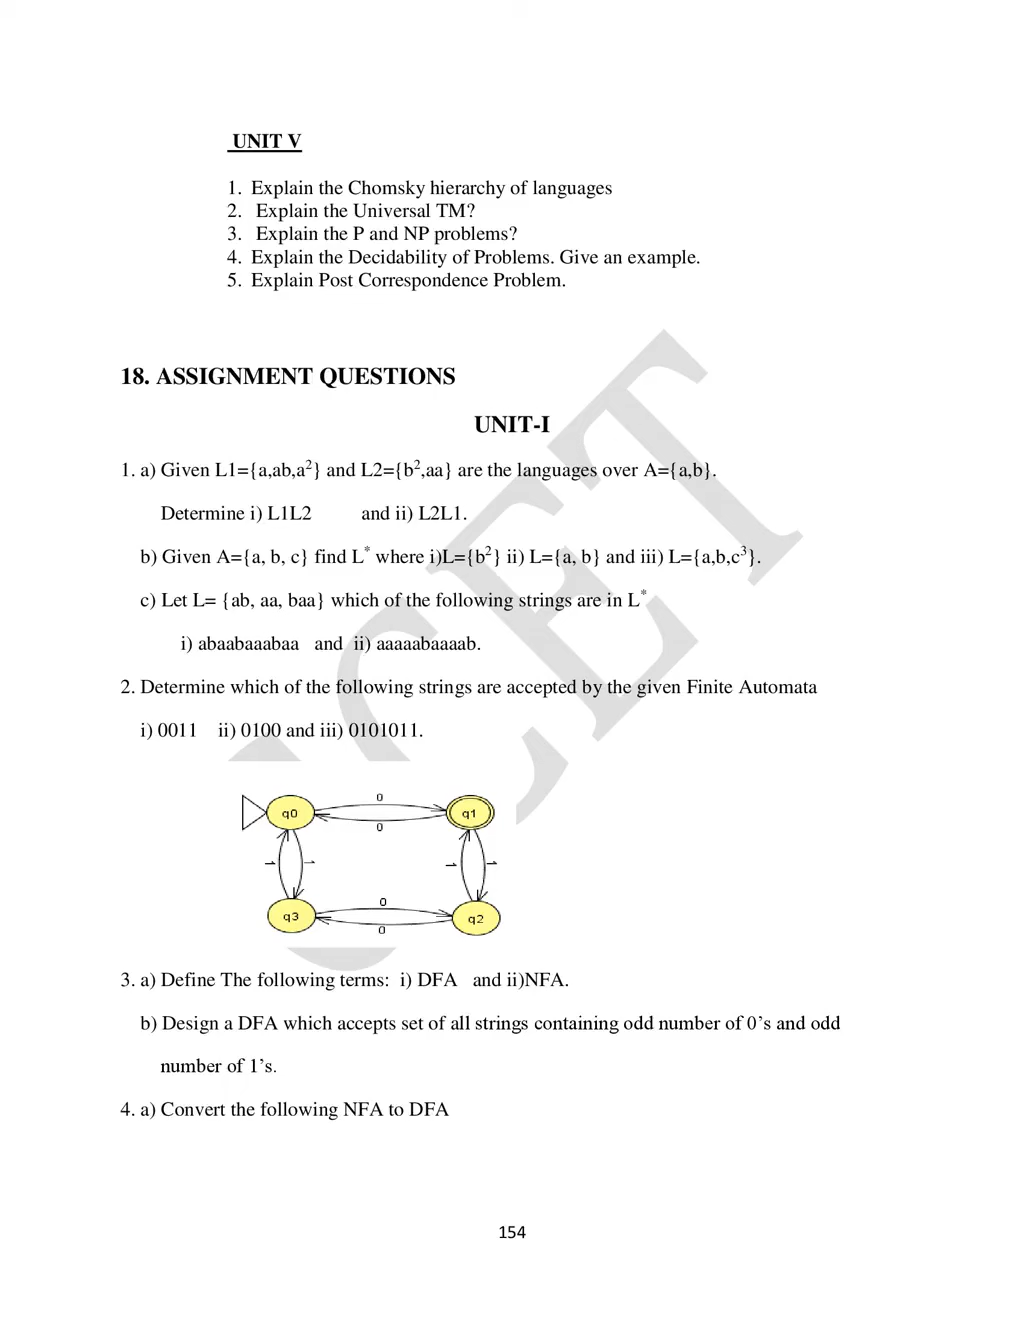 UNIT V
1. Explain the Chomsky hierarchy of languages
2. Explain the Universal TM?
3. Explain the P and NP problems?
4. Explain the Decidability of Problems. Give an example.
5. Explain Post Correspondence Problem.
18. ASSIGNMENT QUESTIONS
UNIT-I
1. a) Given L1={a,ab,a²} and L2={b²,aa} are the languages over A={a,b}.
Determine i) L1L2 and ii) L2L1.
b) Given A={a, b, c} find L* where i)L={b²} ii) L={a, b} and iii) L={a,b,c³}.
c) Let L= {ab, aa, baa} which of the following strings are in L*
i) abaabaaabaa and ii) aaaaabaaaab.
2. Determine which of the following strings are accepted by the given Finite Automata
i) 0011 ii) 0100 and iii) 0101011.
0
q0 q1
0
1 1 1 1
0
q3 q2
0
3. a) Define The following terms: i) DFA and ii)NFA.
b) Design a DFA which accepts set of all strings containing odd number of 0’s and odd
number of 1’s.
4. a) Convert the following NFA to DFA
154